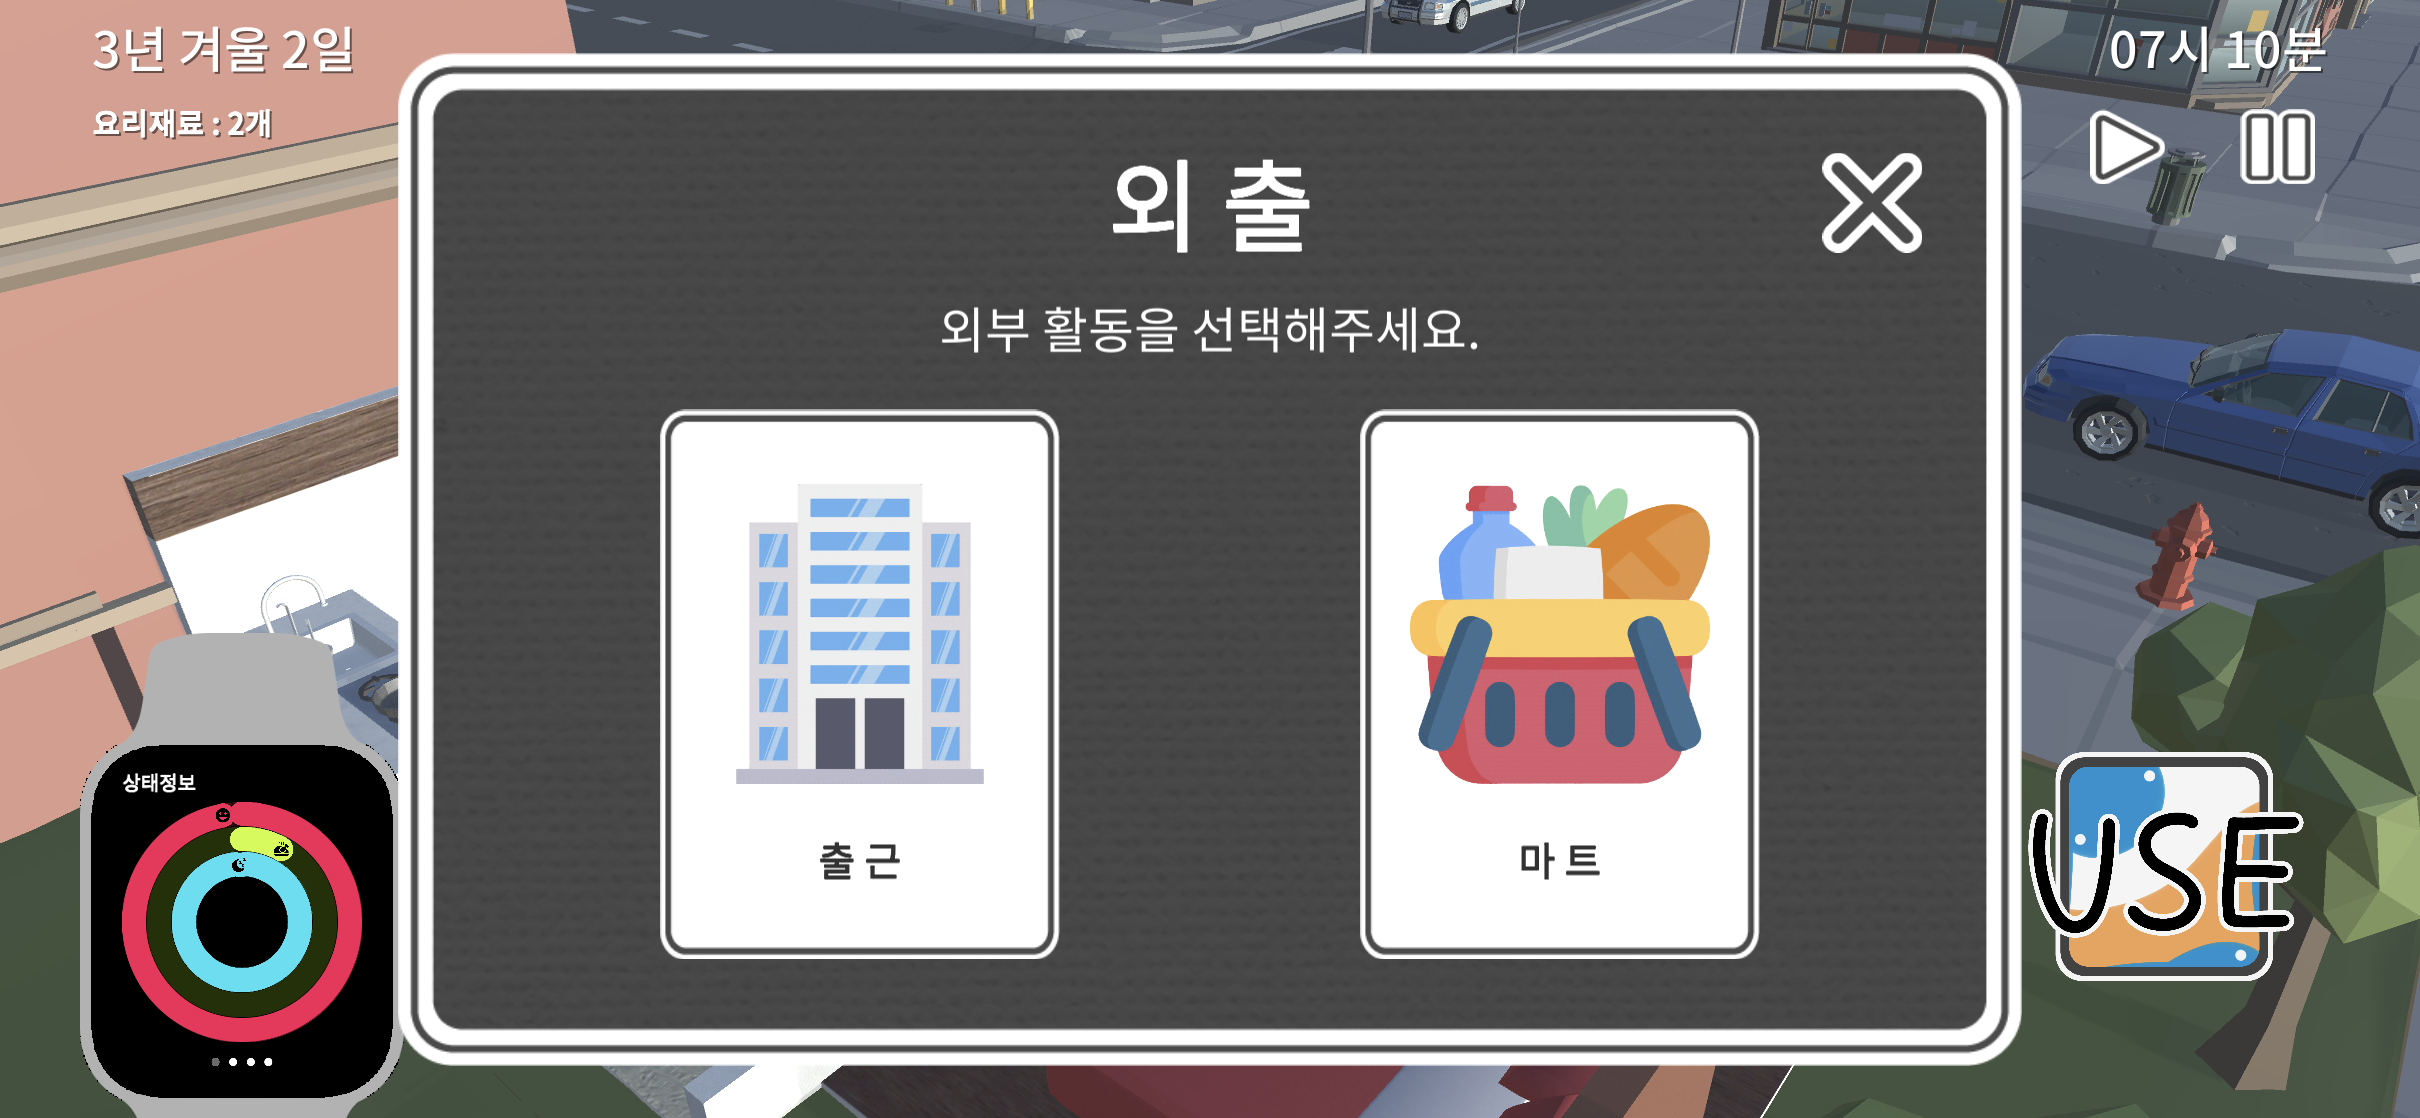 3년 겨울 2일
07시 10분
요리재료 : 2개
외 출
외부 활동을 선택해주세요.
출 근
마 트
상태정보
USE